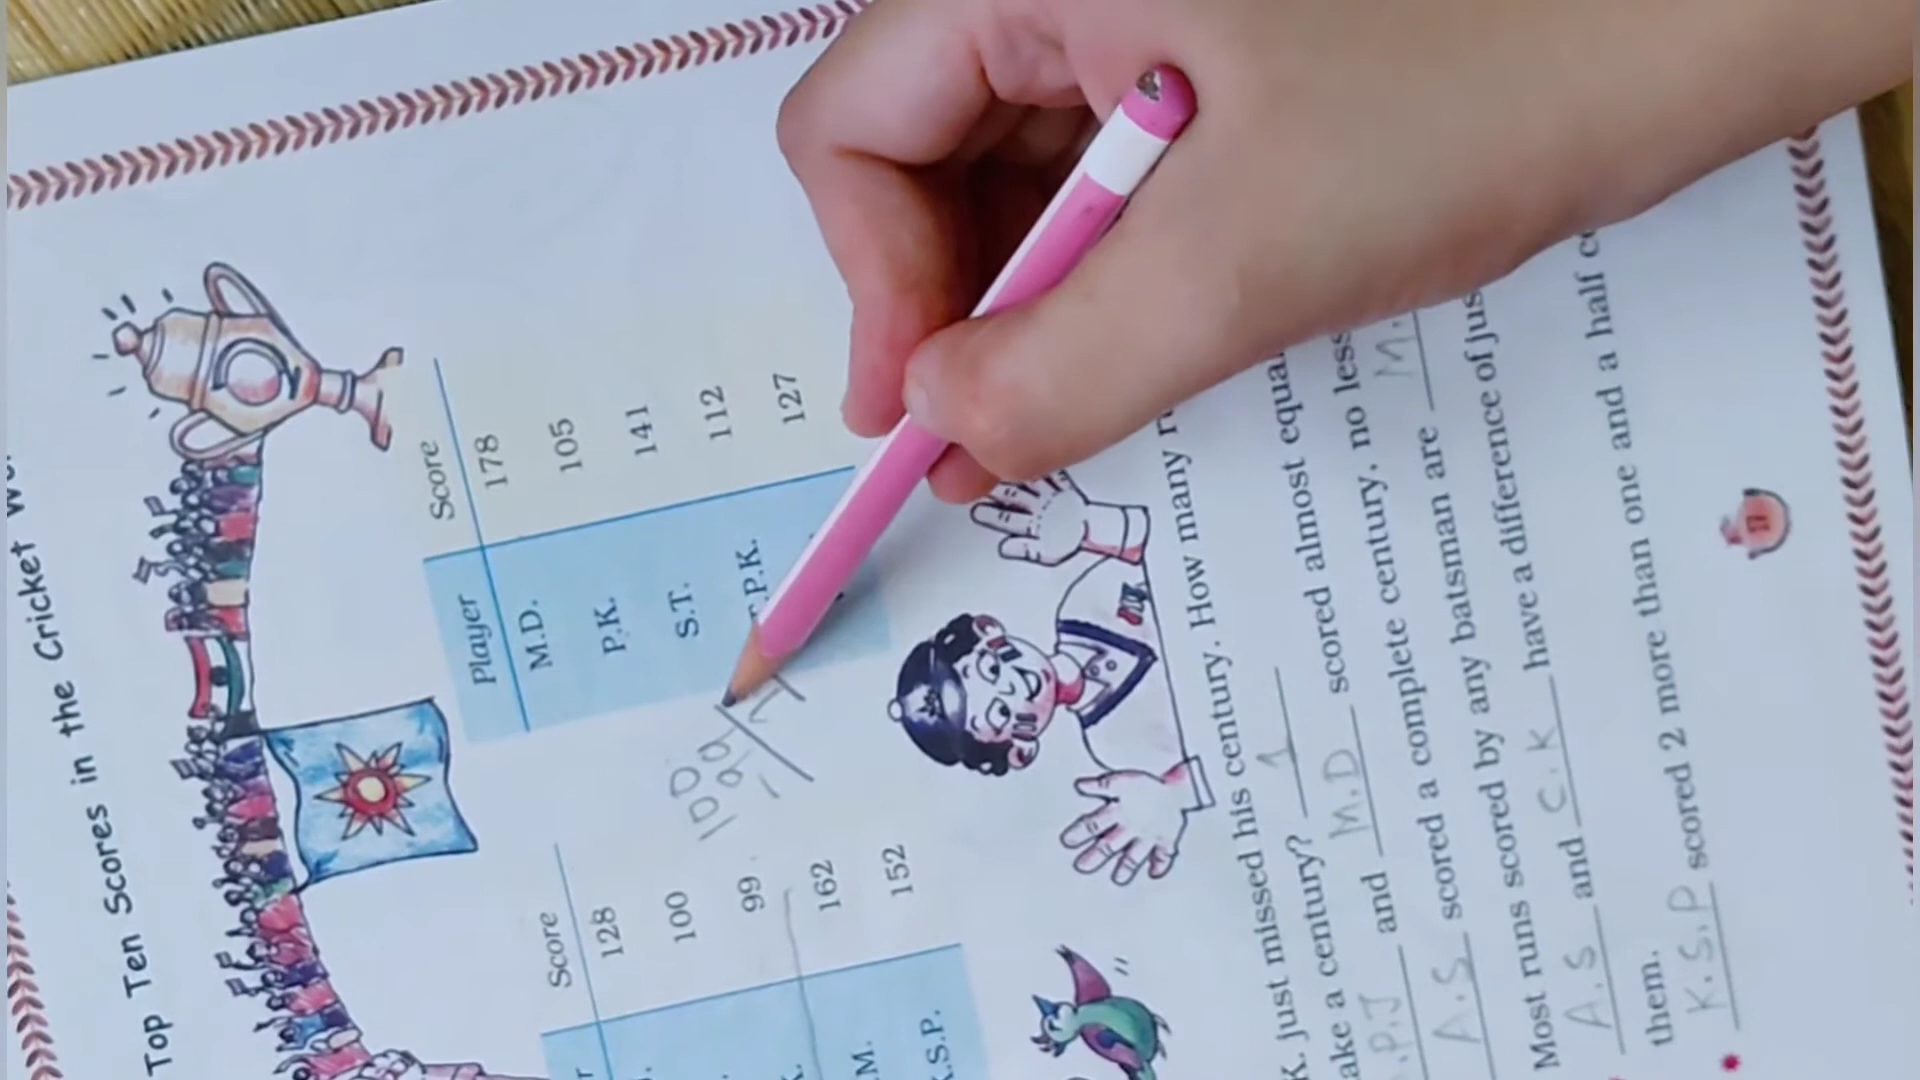 Top Ten Scores in the Cricket
Score
128
100
99
162
152
.M.
.S.P.
100
99
1
Player Score
M.D. 178
P.K. 105
S.T. 141
.P.K. 112
127
K. just missed his century. How many
ake a century? 1
.P.J and M.D scored almost equal
A.S scored a complete century, no less
Most runs scored by any batsman are M.
A.S and C.K have a difference of jus
them.
K.S.P scored 2 more than one and a half c